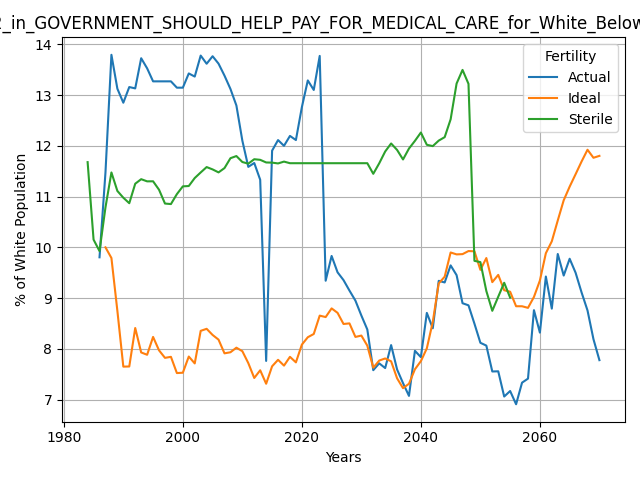 _in_GOVERNMENT_SHOULD_HELP_PAY_FOR_MEDICAL_CARE_for_White_Below
Fertility
Actual
Ideal
Sterile
14
13
12
11
10
9
8
7
% of White Population
1980
2000
2020
2040
2060
Years